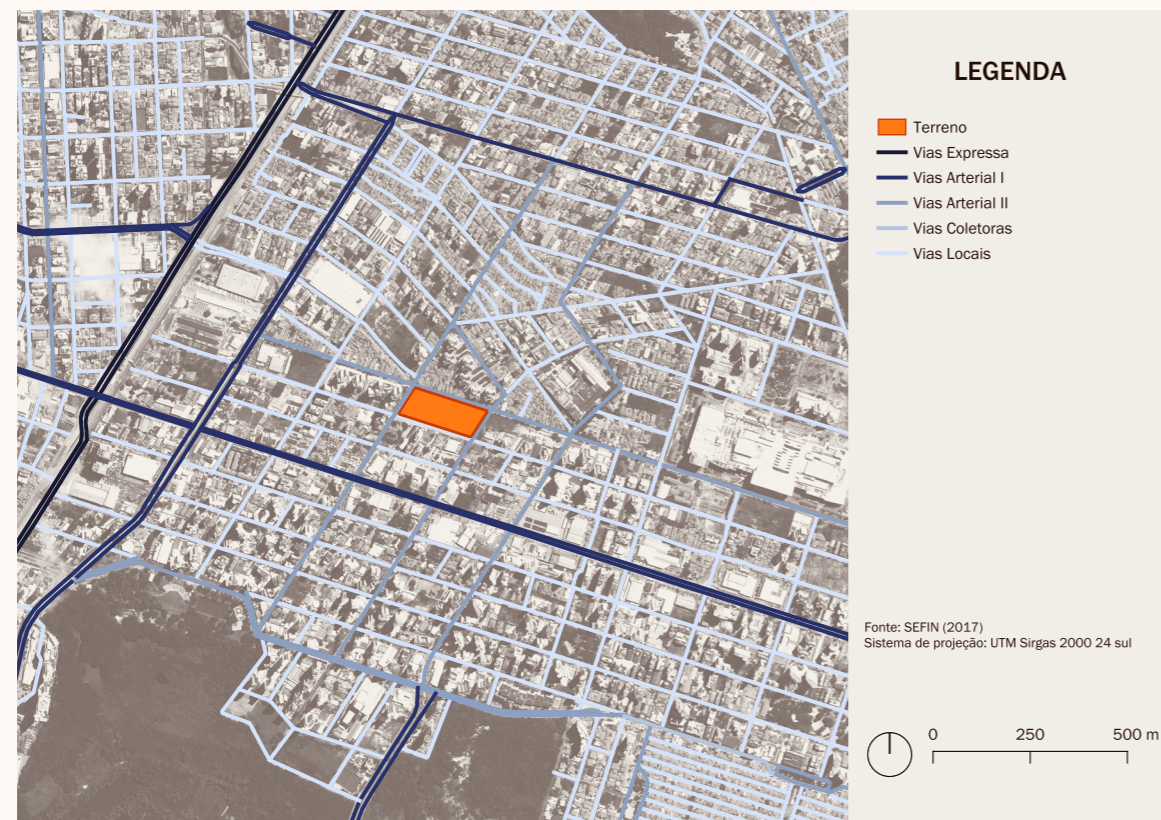 LEGENDA
Terreno
Vias Expressa
Vias Arterial I
Vias Arterial II
Vias Coletoras
Vias Locais
Fonte: SEFIN (2017)
Sistema de projeção: UTM Sirgas 2000 24 sul
0 250 500 m